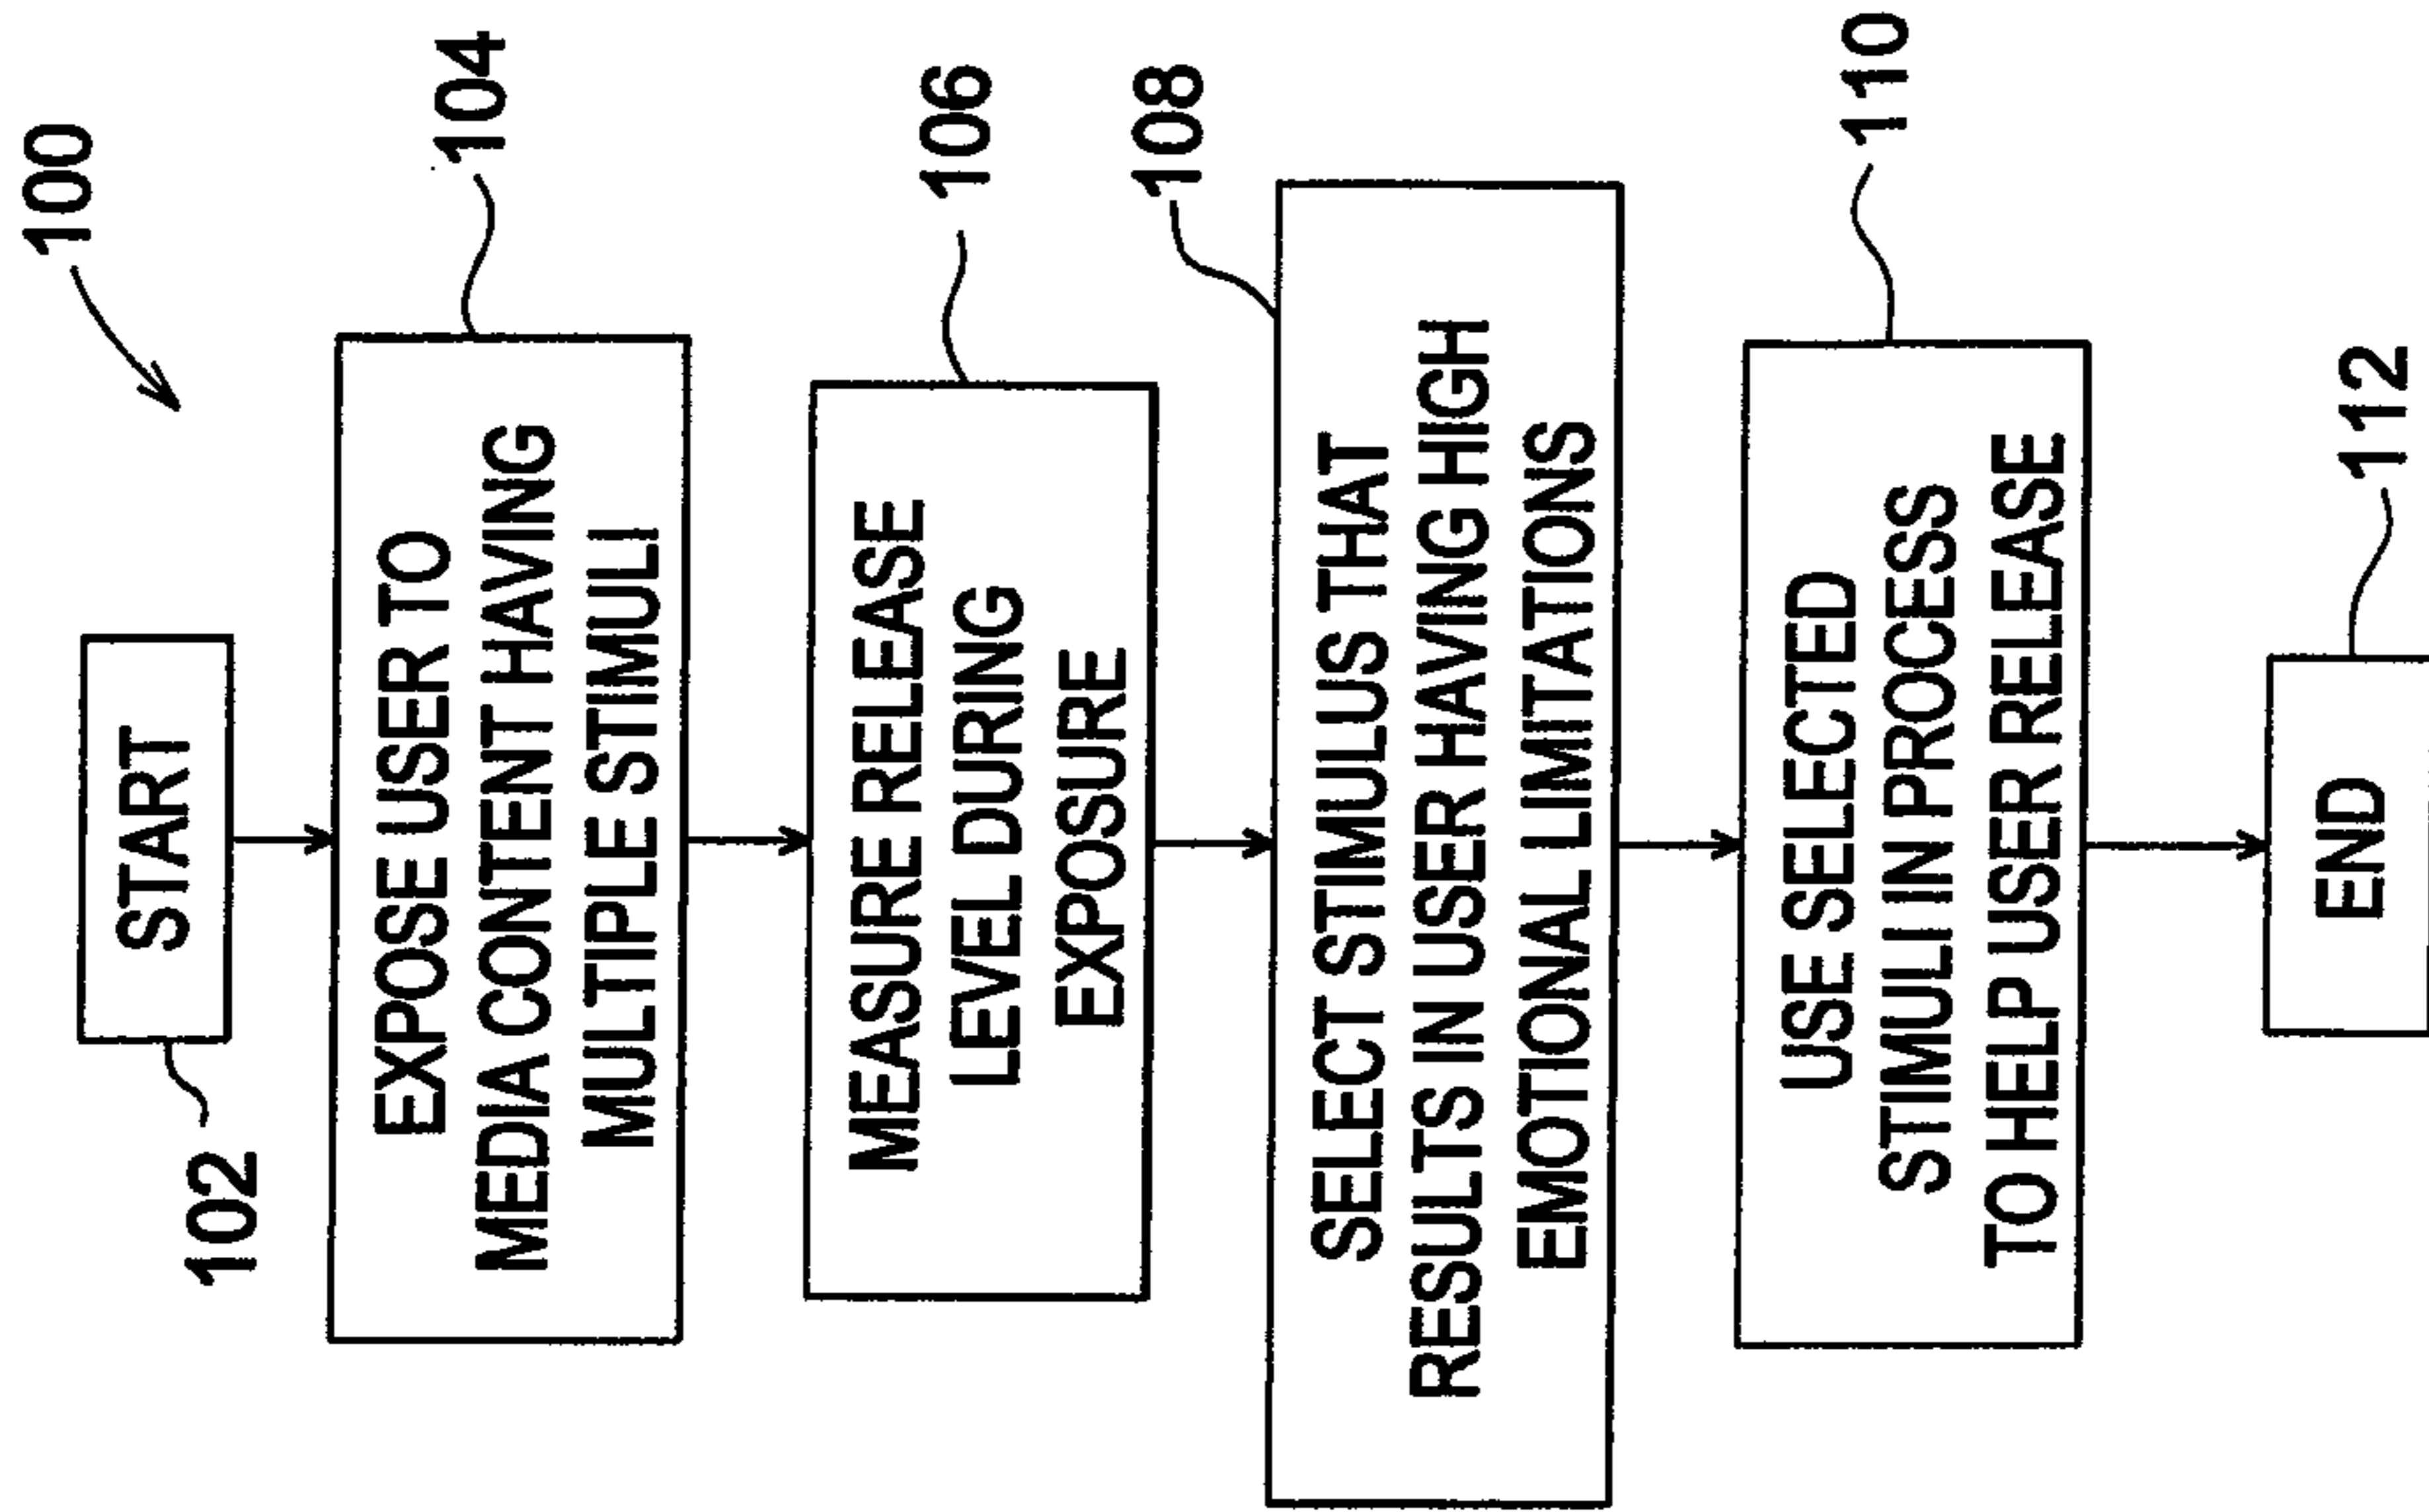 100
START
102
EXPOSE USER TO
MEDIA CONTENT HAVING
MULTIPLE STIMULI
104
MEASURE RELEASE
LEVEL DURING
EXPOSURE
106
SELECT STIMULUS THAT
RESULTS IN USER HAVING HIGH
EMOTIONAL LIMITATIONS
108
USE SELECTED
STIMULI IN PROCESS
TO HELP USER RELEASE
110
END
112